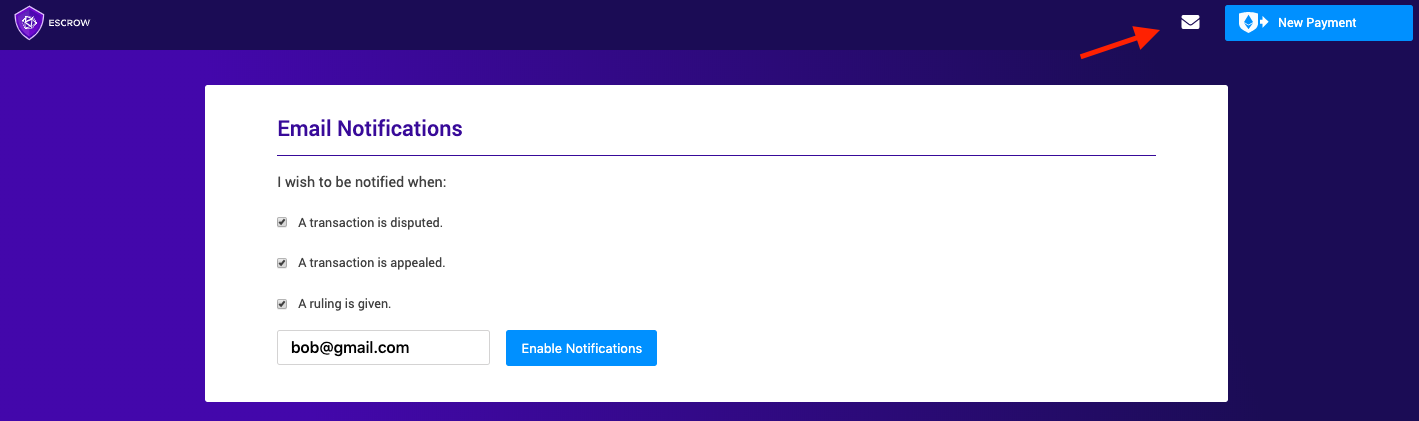 ESCROW
New Payment
Email Notifications
I wish to be notified when:
A transaction is disputed.
A transaction is appealed.
A ruling is given.
bob@gmail.com
Enable Notifications